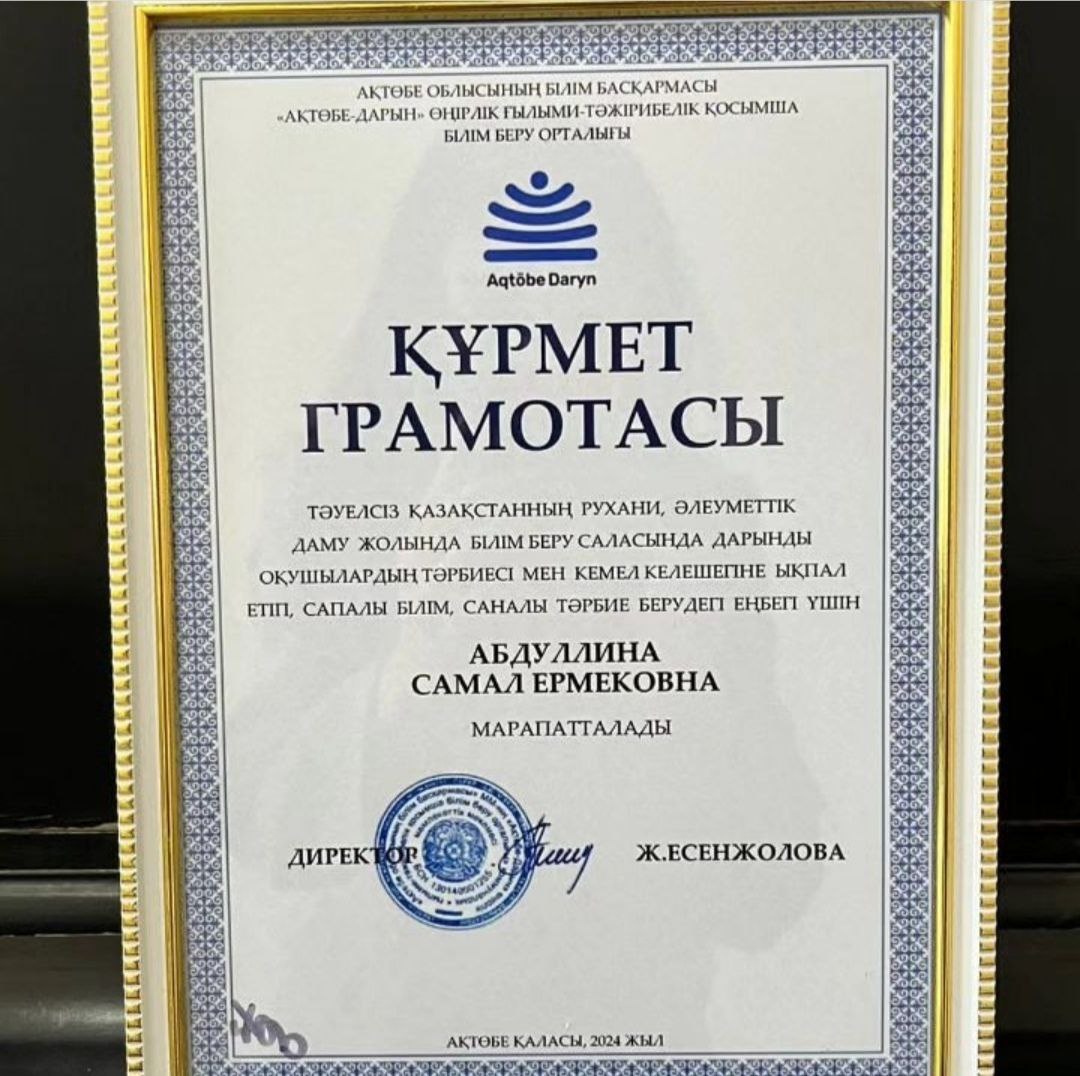 АҚТӨБЕ ОБЛЫСЫНЫҢ БІЛІМ БАСҚАРМАСЫ
«АҚТӨБЕ-ДАРЫН» ӨҢІРЛІК ҒЫЛЫМИ-ТӘЖІРИБЕЛІК ҚОСЫМША
БІЛІМ БЕРУ ОРТАЛЫҒЫ
Aqtöbe Daryn
ҚҰРМЕТ
ГРАМОТАСЫ
ТӘУЕЛСІЗ ҚАЗАҚСТАННЫҢ РУХАНИ, ӘЛЕУМЕТТІК
ДАМУ ЖОЛЫНДА БІЛІМ БЕРУ САЛАСЫНДА ДАРЫНДЫ
ОҚУШЫЛАРДЫҢ ТӘРБИЕСІ МЕН КЕМЕЛ КЕЛЕШЕГІНЕ ЫҚПАЛ
ЕТІП, САПАЛЫ БІЛІМ, САНАЛЫ ТӘРБИЕ БЕРУДЕГІ ЕҢБЕГІ ҮШІН
АБДУЛЛИНА
САМАЛ ЕРМЕКОВНА
МАРАПАТТАЛАДЫ
ДИРЕКТОР
Ж.ЕСЕНЖОЛОВА
АҚТӨБЕ ҚАЛАСЫ, 2024 ЖЫЛ